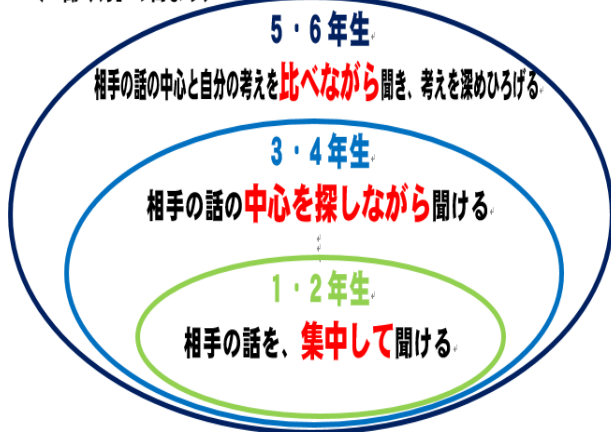 5・6年生
相手の話の中心と自分の考えを比べながら聞き、考えを深めひろげる
3・4年生
相手の話の中心を探しながら聞ける
1・2年生
相手の話を、集中して聞ける